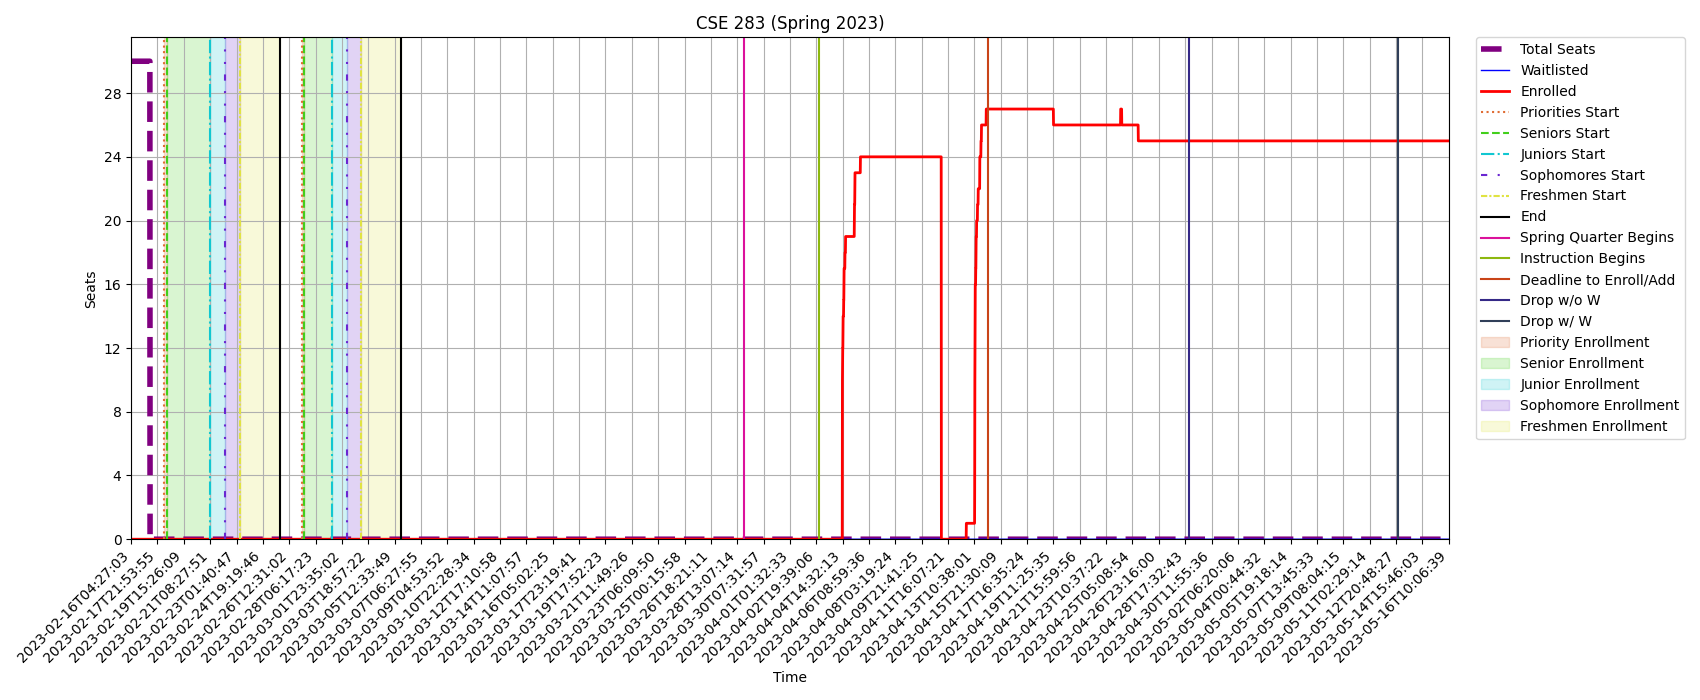 CSE 283 (Spring 2023)
Total Seats
Waitlisted
Enrolled
Priorities Start
Seniors Start
Juniors Start
Sophomores Start
Freshmen Start
End
Spring Quarter Begins
Instruction Begins
Deadline to Enroll/Add
Drop w/o W
Drop w/ W
Priority Enrollment
Senior Enrollment
Junior Enrollment
Sophomore Enrollment
Freshmen Enrollment
Seats
28
24
20
16
12
8
4
0
2023-02-16T04:27:03
2023-02-17T21:53:55
2023-02-19T15:26:09
2023-02-21T08:27:51
2023-02-23T01:40:47
2023-02-24T19:19:46
2023-02-26T12:31:02
2023-02-28T06:17:23
2023-03-01T23:35:02
2023-03-03T18:57:22
2023-03-05T12:33:49
2023-03-07T06:27:55
2023-03-09T04:53:52
2023-03-10T22:28:34
2023-03-12T17:10:58
2023-03-14T11:07:57
2023-03-16T05:02:25
2023-03-17T23:19:41
2023-03-19T17:52:23
2023-03-21T11:49:26
2023-03-23T06:09:50
2023-03-25T00:15:58
2023-03-26T18:21:11
2023-03-28T13:07:14
2023-03-30T07:31:57
2023-04-01T01:32:33
2023-04-02T19:39:06
2023-04-04T14:32:13
2023-04-06T08:59:36
2023-04-08T03:19:24
2023-04-09T21:41:25
2023-04-11T16:07:21
2023-04-13T10:38:01
2023-04-15T21:30:09
2023-04-17T16:35:24
2023-04-19T11:25:35
2023-04-21T15:59:56
2023-04-23T10:37:22
2023-04-25T05:08:54
2023-04-26T23:16:00
2023-04-28T17:32:43
2023-04-30T11:55:36
2023-05-02T06:20:06
2023-05-04T00:44:32
2023-05-05T19:18:14
2023-05-07T13:45:33
2023-05-09T08:04:15
2023-05-11T02:29:14
2023-05-12T20:48:27
2023-05-14T15:46:03
2023-05-16T10:06:39
Time